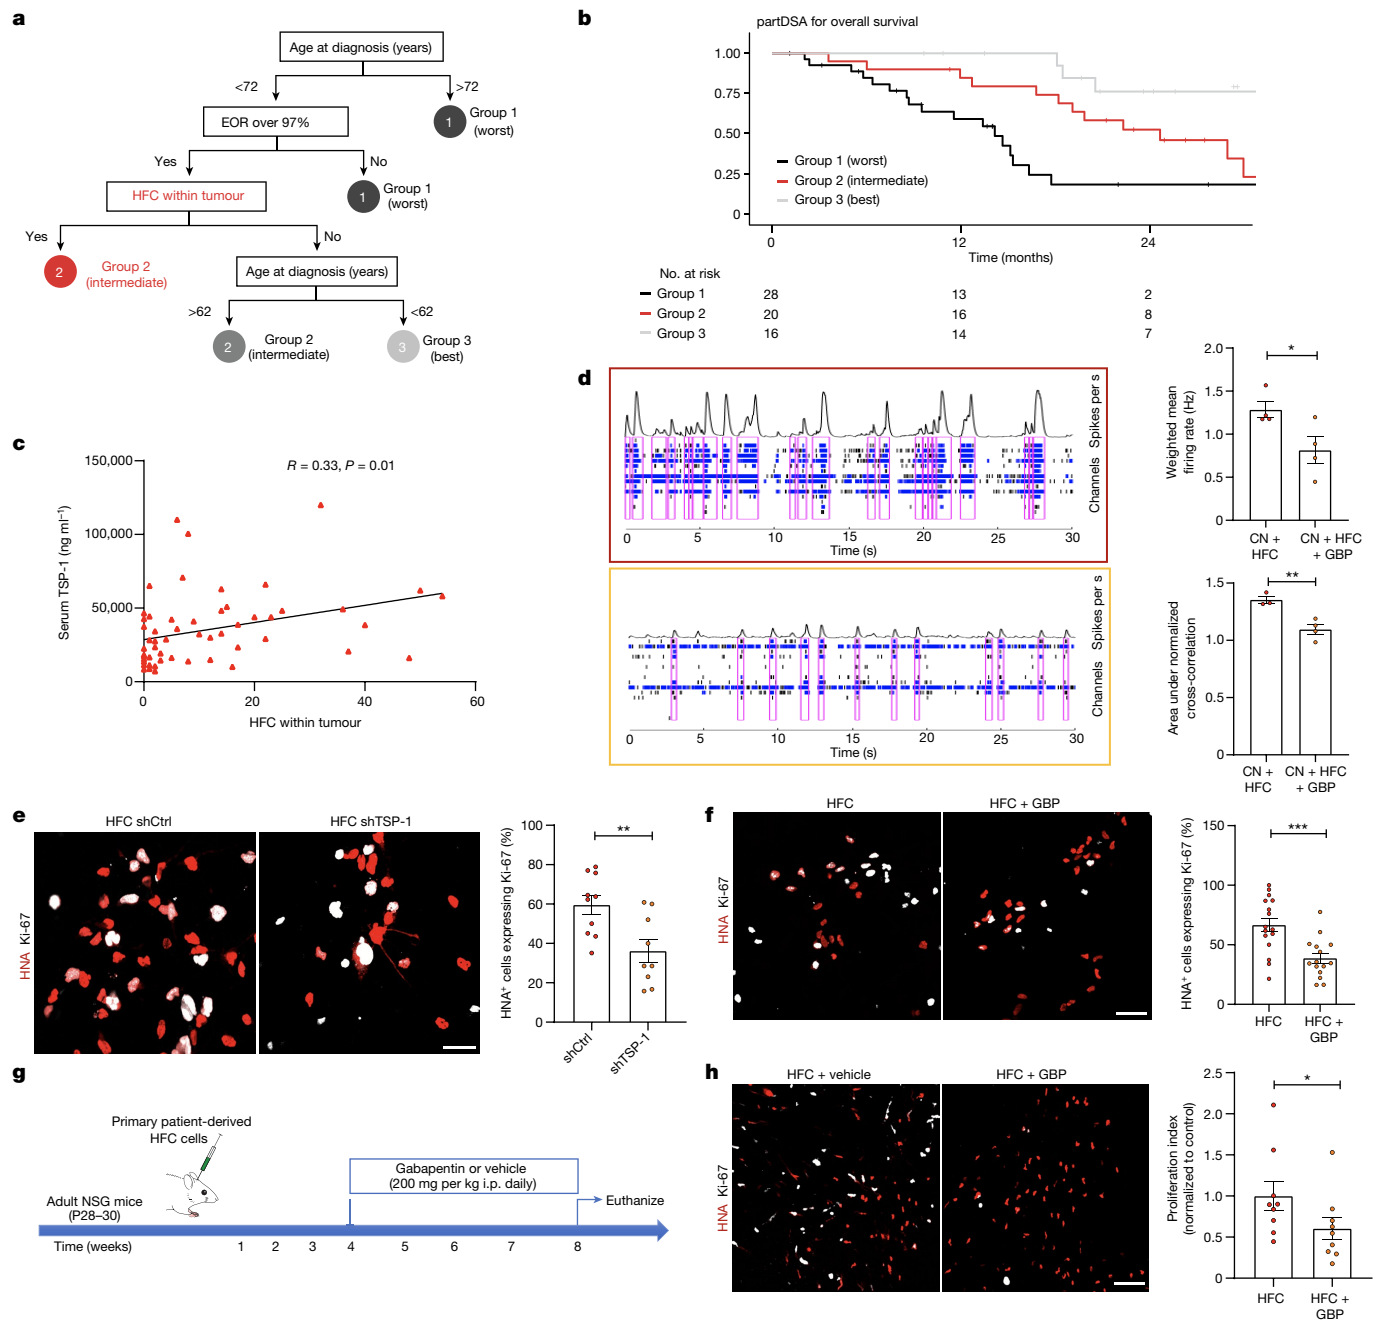 a
Age at diagnosis (years)
<72
>72
EOR over 97%
1
Group 1
(worst)
Yes
No
HFC within tumour
1
Group 1
(worst)
Yes
No
2
Group 2
(intermediate)
Age at diagnosis (years)
>62
<62
2
Group 2
(intermediate)
3
Group 3
(best)
b
partDSA for overall survival
1.00
0.75
0.50
0.25
0
Group 1 (worst)
Group 2 (intermediate)
Group 3 (best)
0
12
24
Time (months)
No. at risk
Group 1 28 13 2
Group 2 20 16 8
Group 3 16 14 7
c
R = 0.33, P = 0.01
Serum TSP-1 (ng ml⁻¹)
150,000
100,000
50,000
0
0 20 40 60
HFC within tumour
d
Spikes per s
Channels
0 5 10 15 20 25 30
Time (s)
Spikes per s
Channels
0 5 10 15 20 25 30
Time (s)
Weighted mean
firing rate (Hz)
2.0
1.5
1.0
0.5
0
*
CN +
HFC
CN + HFC
+ GBP
Area under normalized
cross-correlation
1.5
1.0
0.5
0
**
CN +
HFC
CN + HFC
+ GBP
e
HFC shCtrl
HFC shTSP-1
HNA Ki-67
HNA⁺ cells expressing Ki-67 (%)
100
80
60
40
20
0
**
shCtrl
shTSP-1
f
HFC
HFC + GBP
HNA Ki-67
HNA⁺ cells expressing Ki-67 (%)
150
100
50
0
***
HFC
HFC +
GBP
g
Primary patient-derived
HFC cells
Adult NSG mice
(P28–30)
Gabapentin or vehicle
(200 mg per kg i.p. daily)
Euthanize
Time (weeks) 1 2 3 4 5 6 7 8
h
HFC + vehicle
HFC + GBP
HNA Ki-67
Proliferation index
(normalized to control)
2.5
2.0
1.5
1.0
0.5
0
*
HFC
HFC +
GBP